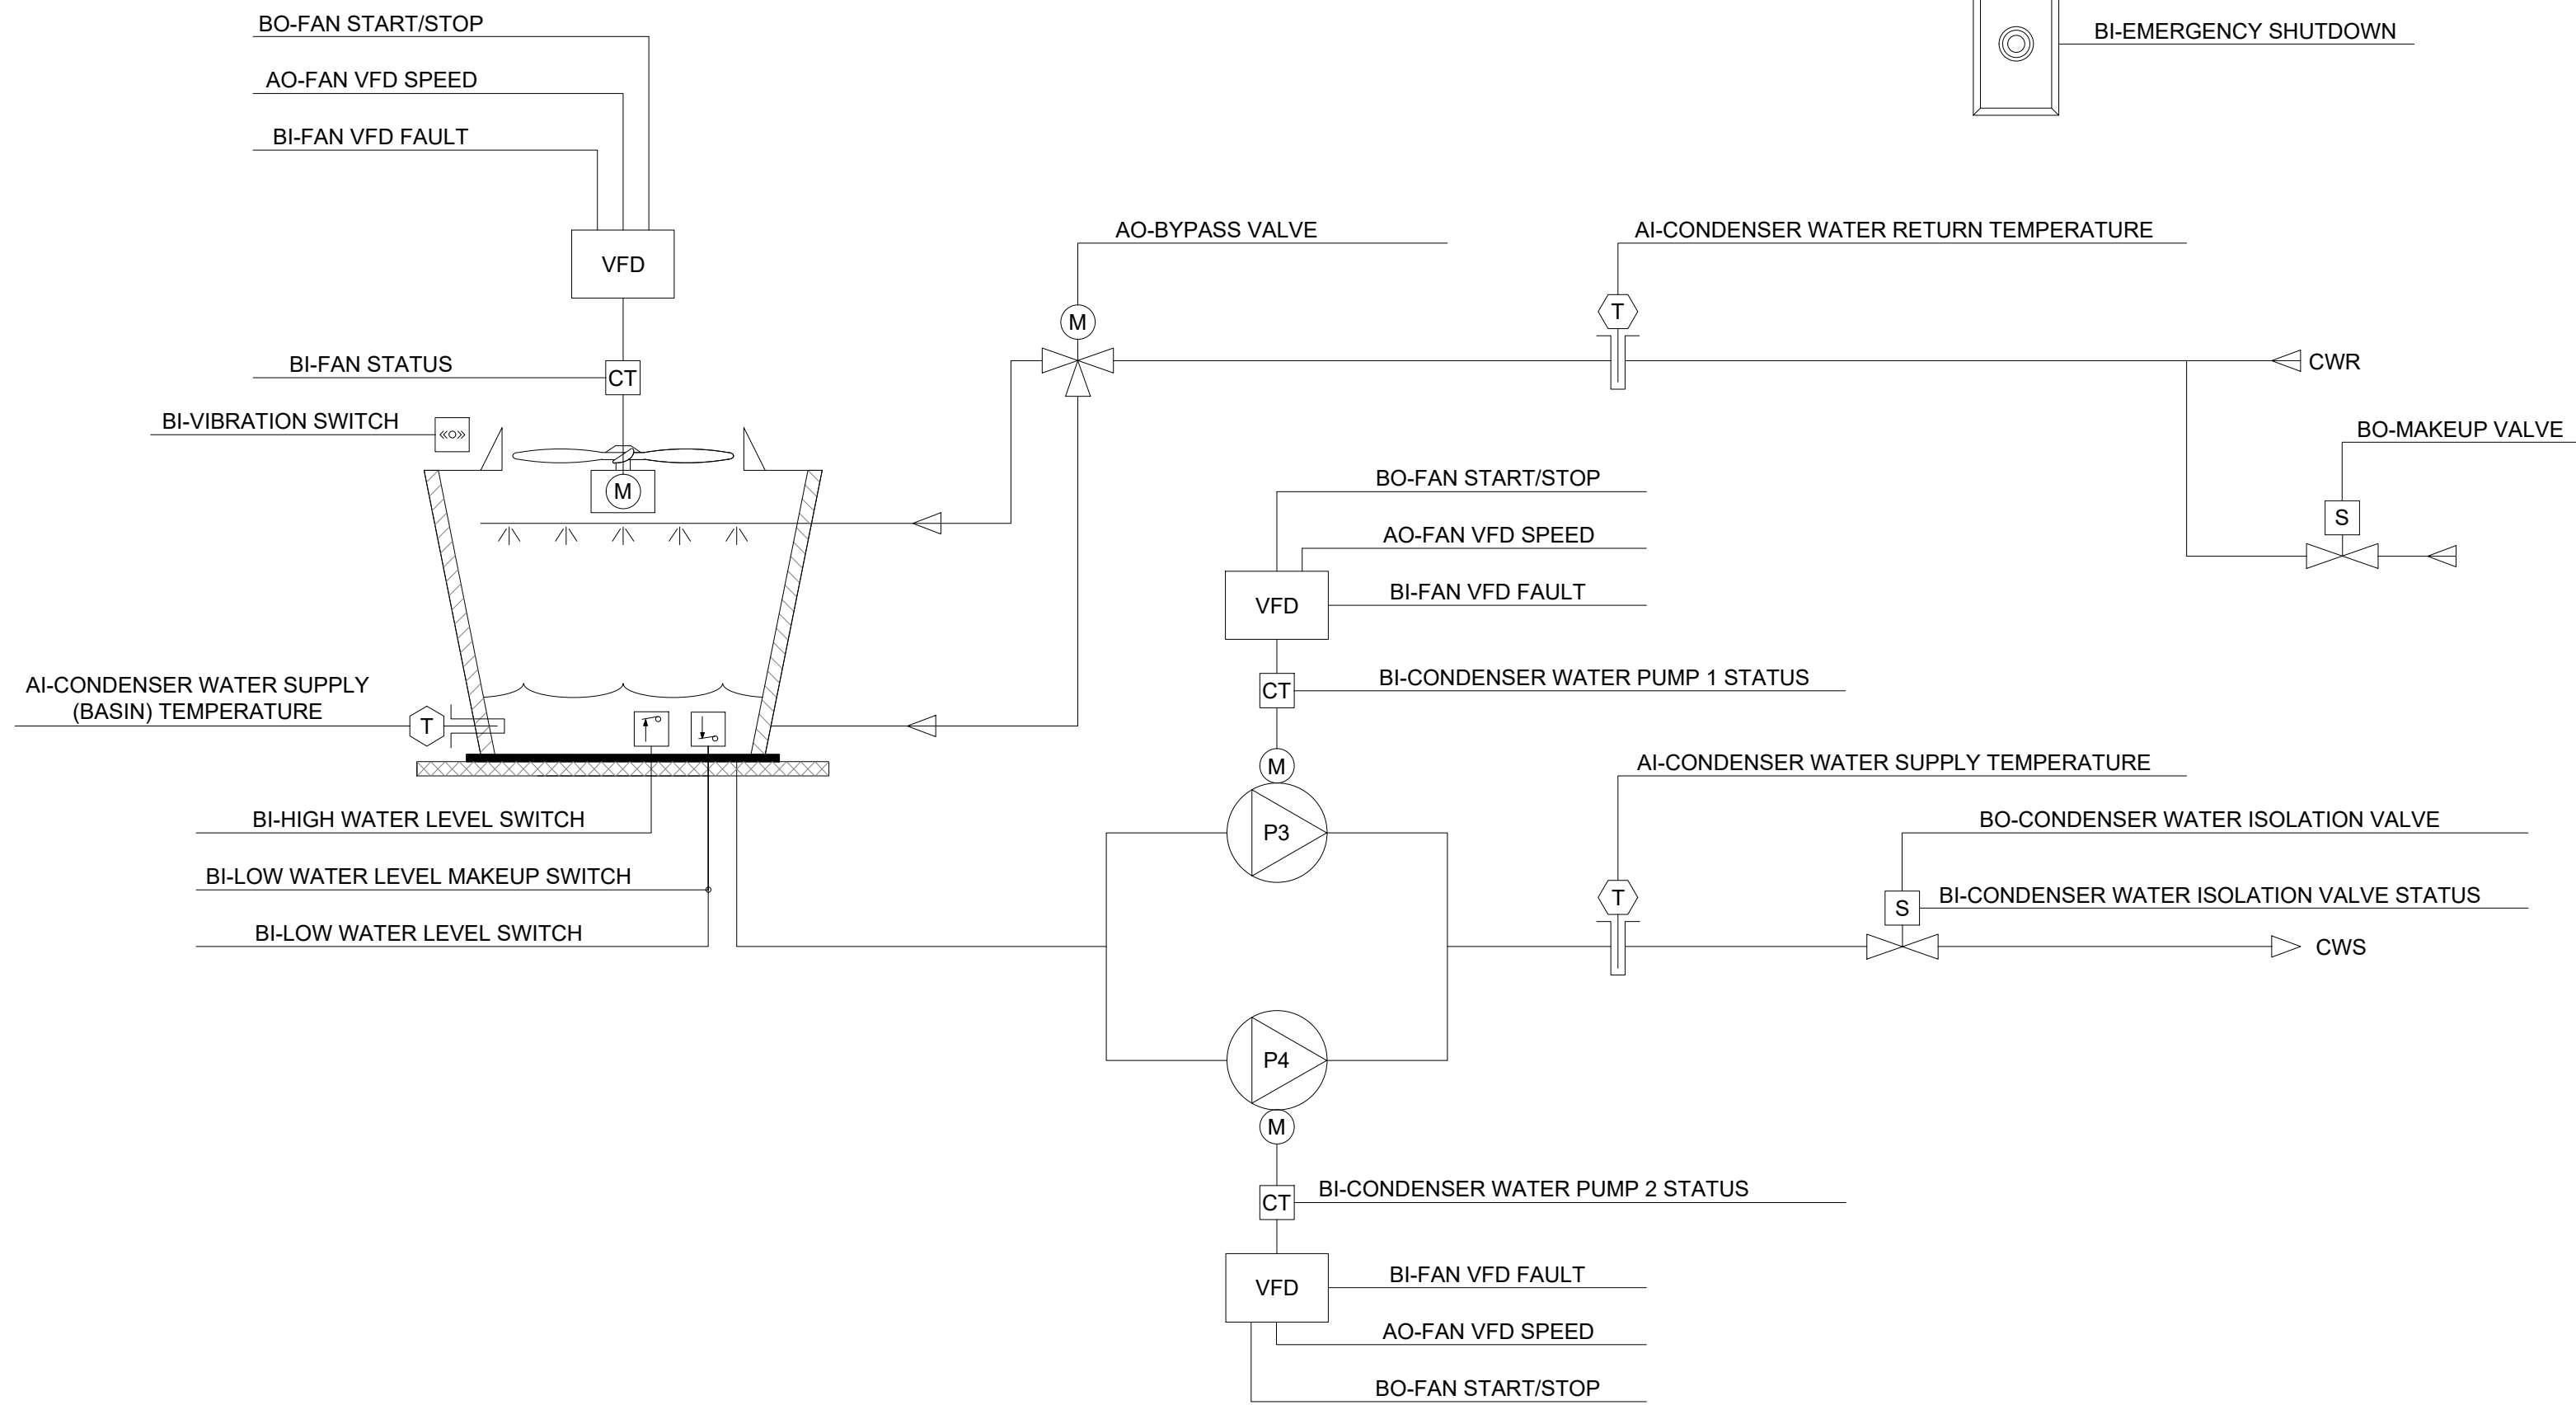 BO-FAN START/STOP
BI-EMERGENCY SHUTDOWN
AO-FAN VFD SPEED
BI-FAN VFD FAULT
VFD
AO-BYPASS VALVE
AI-CONDENSER WATER RETURN TEMPERATURE
M
T
BI-FAN STATUS
CT
CWR
BI-VIBRATION SWITCH
BO-MAKEUP VALVE
M
S
BO-FAN START/STOP
AO-FAN VFD SPEED
BI-FAN VFD FAULT
VFD
BI-CONDENSER WATER PUMP 1 STATUS
CT
AI-CONDENSER WATER SUPPLY
(BASIN) TEMPERATURE
T
M
AI-CONDENSER WATER SUPPLY TEMPERATURE
BI-HIGH WATER LEVEL SWITCH
P3
BO-CONDENSER WATER ISOLATION VALVE
BI-LOW WATER LEVEL MAKEUP SWITCH
T
S
BI-CONDENSER WATER ISOLATION VALVE STATUS
BI-LOW WATER LEVEL SWITCH
CWS
P4
M
CT
BI-CONDENSER WATER PUMP 2 STATUS
VFD
BI-FAN VFD FAULT
AO-FAN VFD SPEED
BO-FAN START/STOP